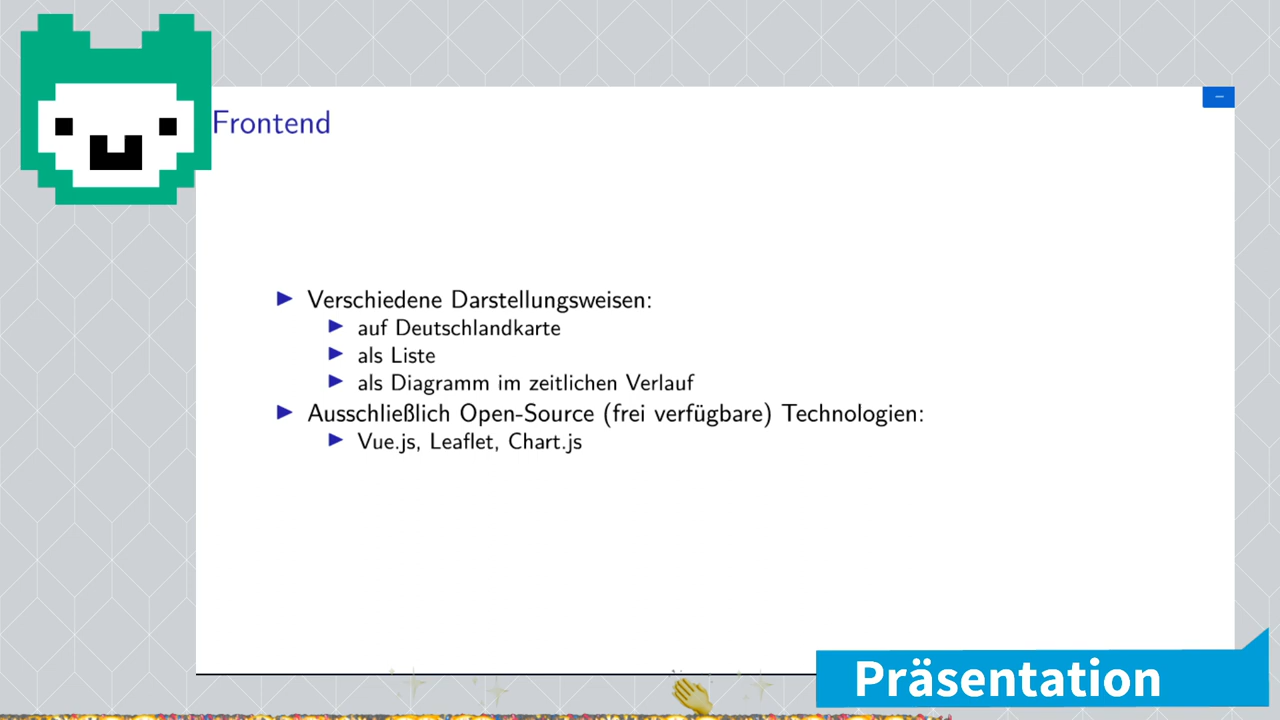 Frontend
Verschiedene Darstellungsweisen:
auf Deutschlandkarte
als Liste
als Diagramm im zeitlichen Verlauf
Ausschließlich Open-Source (frei verfügbare) Technologien:
Vue.js, Leaflet, Chart.js
Präsentation